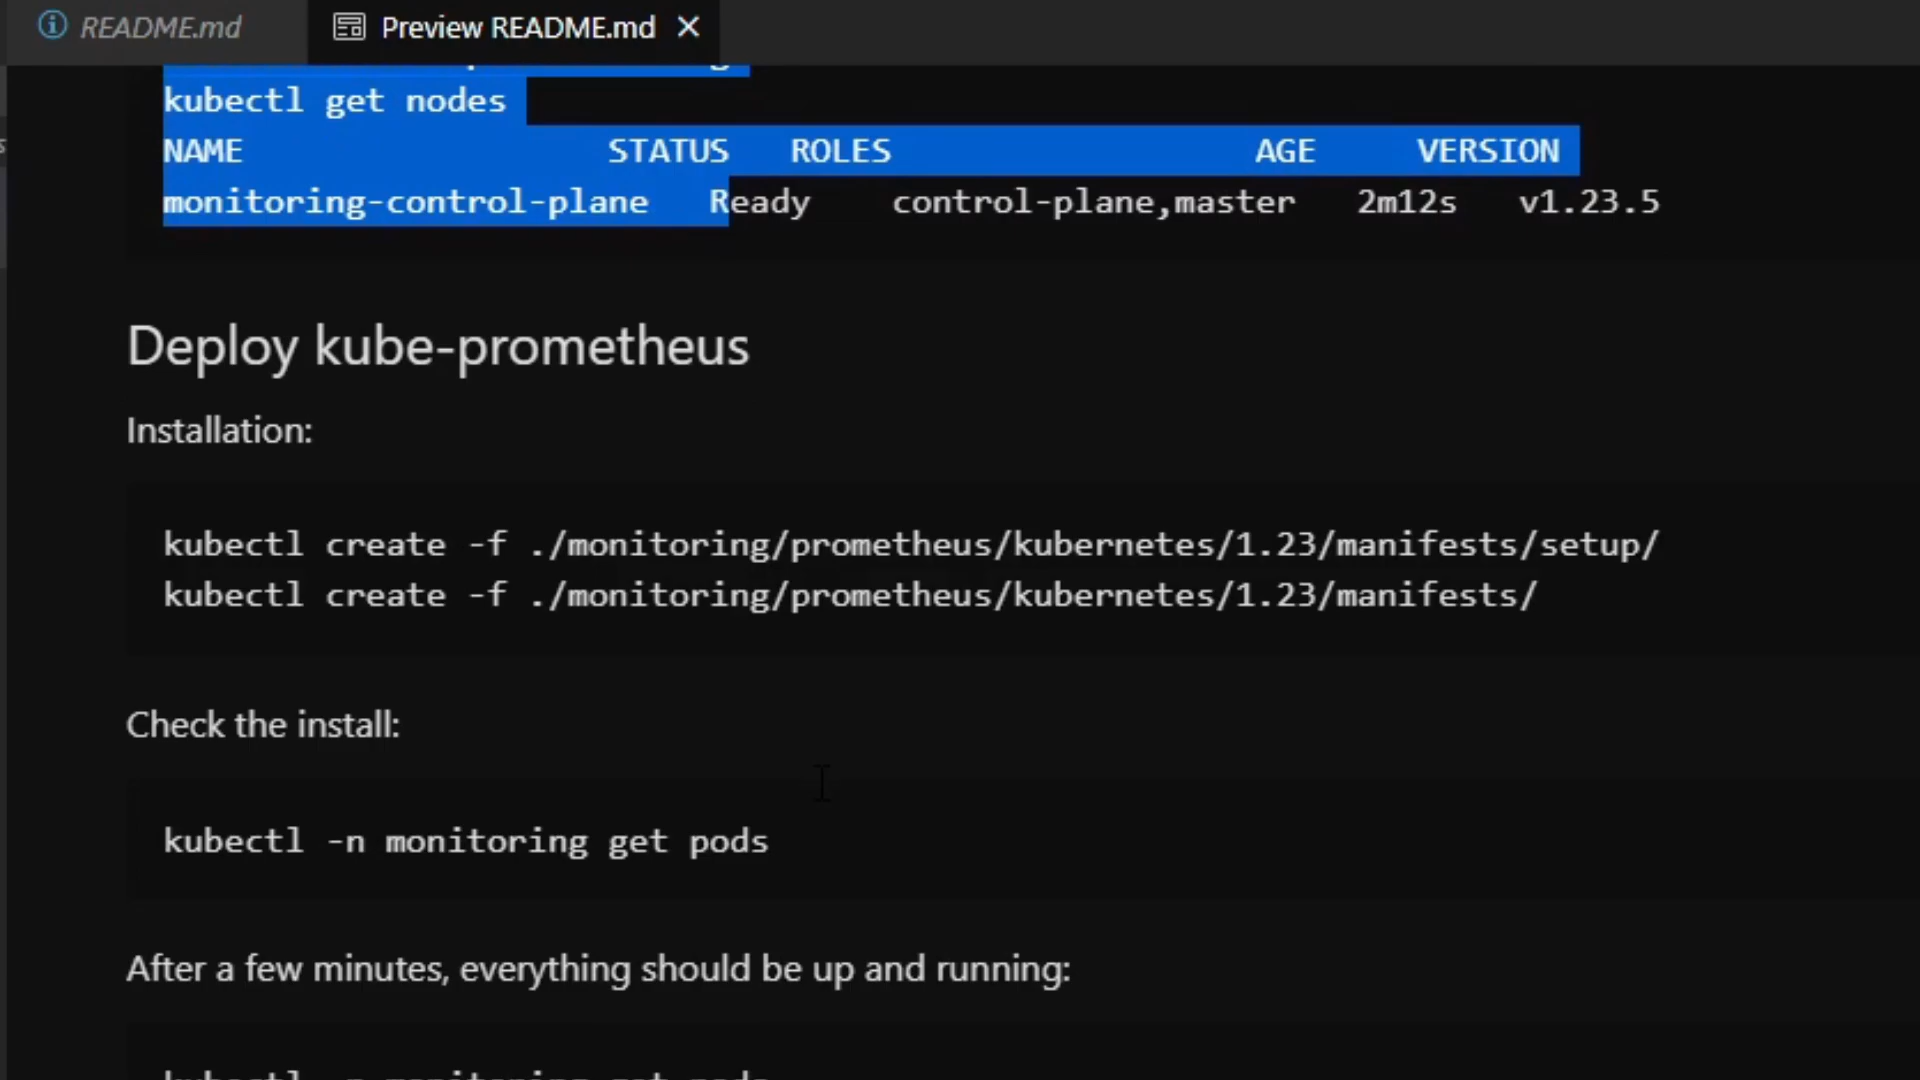 README.md
Preview README.md
kubectl get nodes
NAME STATUS ROLES AGE VERSION
monitoring-control-plane Ready control-plane,master 2m12s v1.23.5
Deploy kube-prometheus
Installation:
kubectl create -f ./monitoring/prometheus/kubernetes/1.23/manifests/setup/
kubectl create -f ./monitoring/prometheus/kubernetes/1.23/manifests/
Check the install:
kubectl -n monitoring get pods
After a few minutes, everything should be up and running: